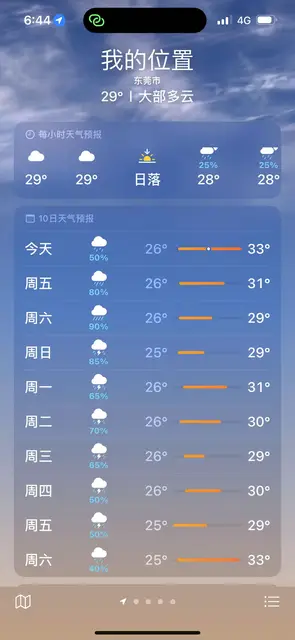 6:44 4G
我的位置
东莞市
29° | 大部多云
每小时天气预报
29° 29° 日落 28° 28°
25% 25%
10日天气预报
今天 50% 26° 33°
周五 80% 26° 31°
周六 90% 26° 29°
周日 85% 25° 29°
周一 65% 26° 31°
周二 70% 26° 30°
周三 65% 26° 29°
周四 50% 26° 30°
周五 50% 25° 29°
周六 40% 25° 33°